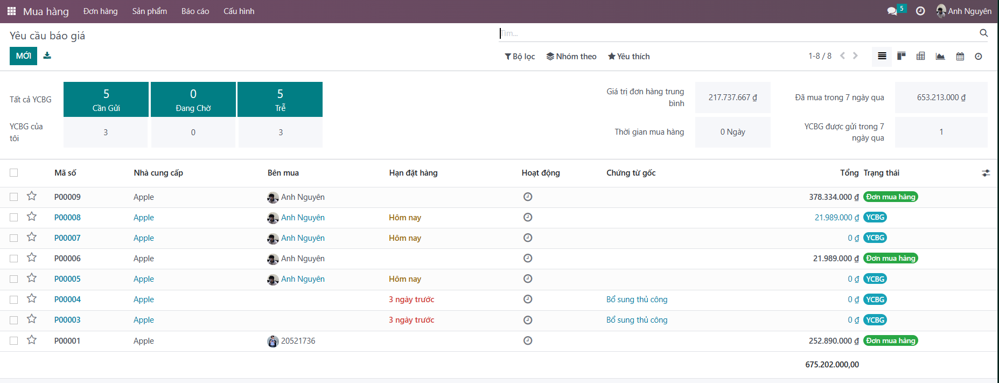 Mua hàng Đơn hàng Sản phẩm Báo cáo Cấu hình 5 Anh Nguyên
Yêu cầu báo giá
Tìm...
MỚI
Bộ lọc Nhóm theo Yêu thích 1-8 / 8
Tất cả YCBG
5
Cần Gửi
0
Đang Chờ
5
Trễ
YCBG của
tôi
3
0
3
Giá trị đơn hàng trung
bình
217.737.667 ₫
Đã mua trong 7 ngày qua
653.213.000 ₫
Thời gian mua hàng
0 Ngày
YCBG được gửi trong 7
ngày qua
1
Mã số Nhà cung cấp Bên mua Hạn đặt hàng Hoạt động Chứng từ gốc Tổng Trạng thái
P00009 Apple Anh Nguyên 378.334.000 ₫ Đơn mua hàng
P00008 Apple Anh Nguyên Hôm nay 21.989.000 ₫ YCBG
P00007 Apple Anh Nguyên Hôm nay 0 ₫ YCBG
P00006 Apple Anh Nguyên 21.989.000 ₫ Đơn mua hàng
P00005 Apple Anh Nguyên Hôm nay 0 ₫ YCBG
P00004 Apple 3 ngày trước Bổ sung thủ công 0 ₫ YCBG
P00003 Apple 3 ngày trước Bổ sung thủ công 0 ₫ YCBG
P00001 Apple 20521736 252.890.000 ₫ Đơn mua hàng
675.202.000,00